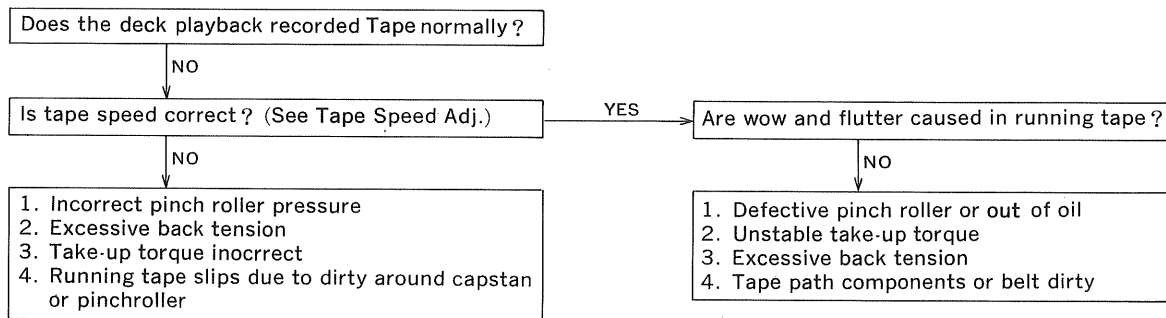 Does the deck playback recorded Tape normally?
NO
Is tape speed correct? (See Tape Speed Adj.)
YES
Are wow and flutter caused in running tape?
NO
1. Incorrect pinch roller pressure
2. Excessive back tension
3. Take-up torque inocrrect
4. Running tape slips due to dirty around capstan
or pinchroller
NO
1. Defective pinch roller or out of oil
2. Unstable take-up torque
3. Excessive back tension
4. Tape path components or belt dirty